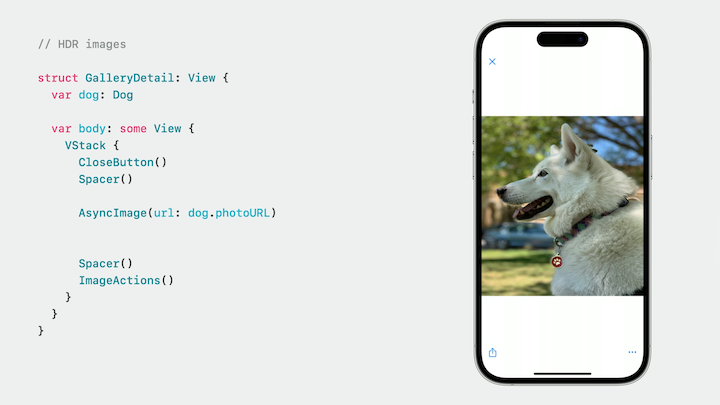 // HDR images
struct GalleryDetail: View {
var dog: Dog
var body: some View {
VStack {
CloseButton()
Spacer()
AsyncImage(url: dog.photoURL)
Spacer()
ImageActions()
}
}
}